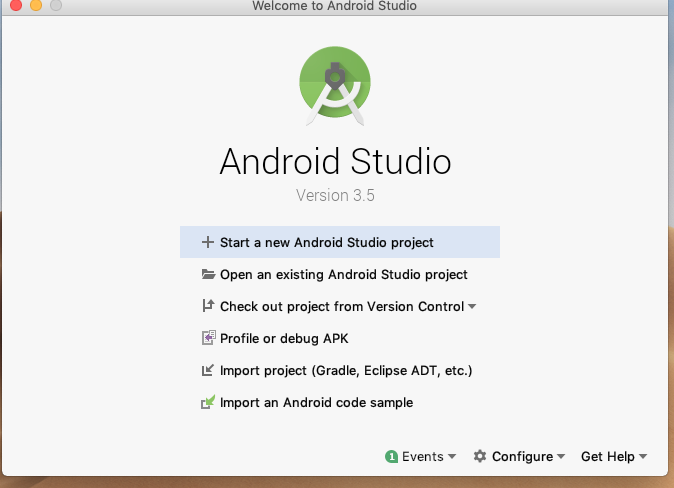 Welcome to Android Studio
Android Studio
Version 3.5
Start a new Android Studio project
Open an existing Android Studio project
Check out project from Version Control
Profile or debug APK
Import project (Gradle, Eclipse ADT, etc.)
Import an Android code sample
1 Events Configure Get Help